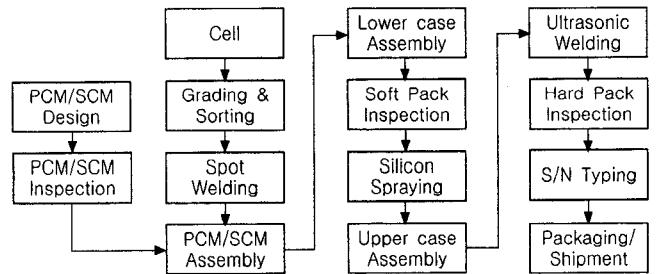 PCM/SCM
Design
PCM/SCM
Inspection
Cell
Grading &
Sorting
Spot
Welding
PCM/SCM
Assembly
Lower case
Assembly
Soft Pack
Inspection
Silicon
Spraying
Upper case
Assembly
Ultrasonic
Welding
Hard Pack
Inspection
S/N Typing
Packaging/
Shipment